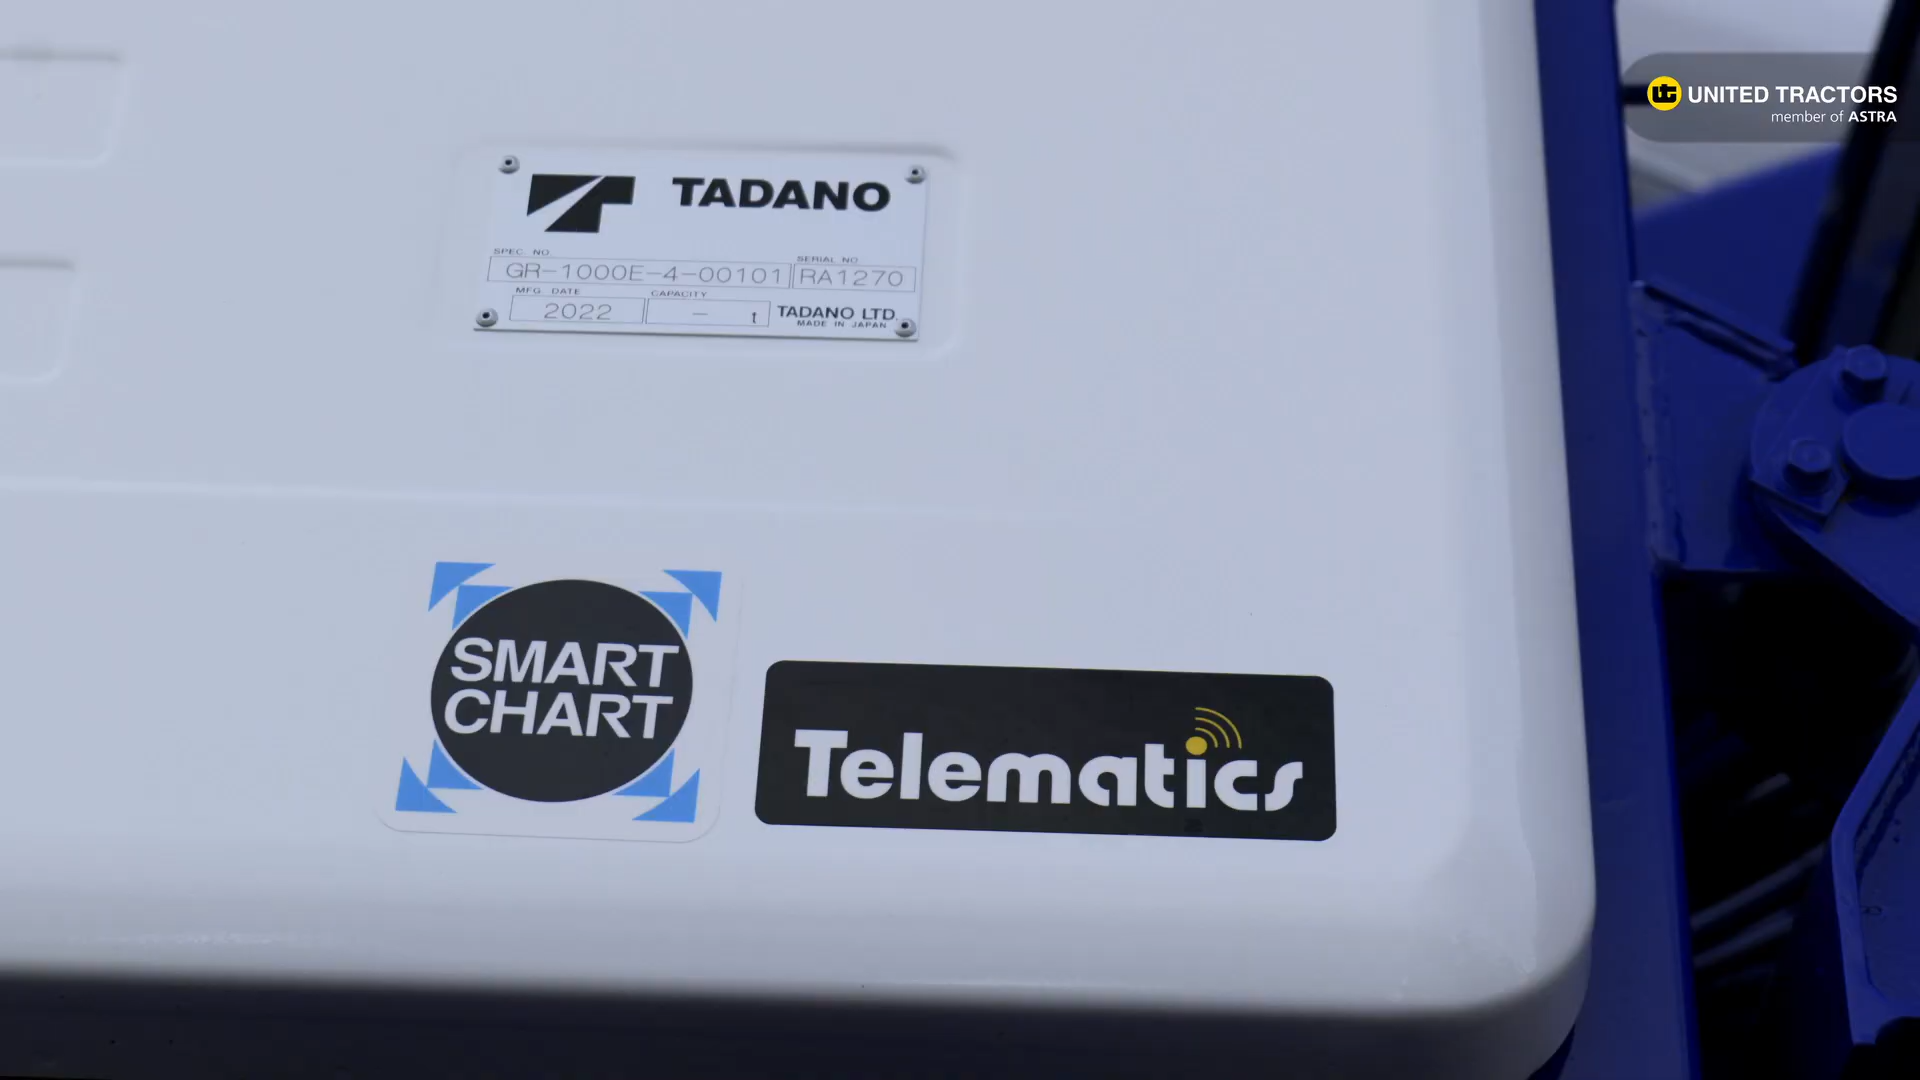 UNITED TRACTORS
member of ASTRA
TADANO
SPEC. NO.
SERIAL NO
GR-1000E-4-00101
RA1270
MFG. DATE
CAPACITY
2022
- t
TADANO LTD.
MADE IN JAPAN
SMART
CHART
Telematics